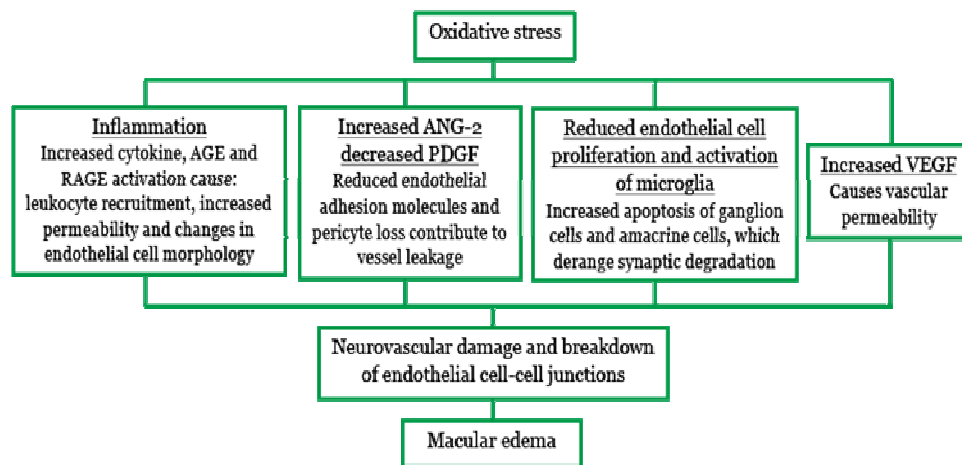 Oxidative stress
Inflammation
Increased cytokine, AGE and
RAGE activation cause:
leukocyte recruitment, increased
permeability and changes in
endothelial cell morphology
Increased ANG-2
decreased PDGF
Reduced endothelial
adhesion molecules and
pericyte loss contribute to
vessel leakage
Reduced endothelial cell
proliferation and activation
of microglia
Increased apoptosis of ganglion
cells and amacrine cells, which
derange synaptic degradation
Increased VEGF
Causes vascular
permeability
Neurovascular damage and breakdown
of endothelial cell-cell junctions
Macular edema